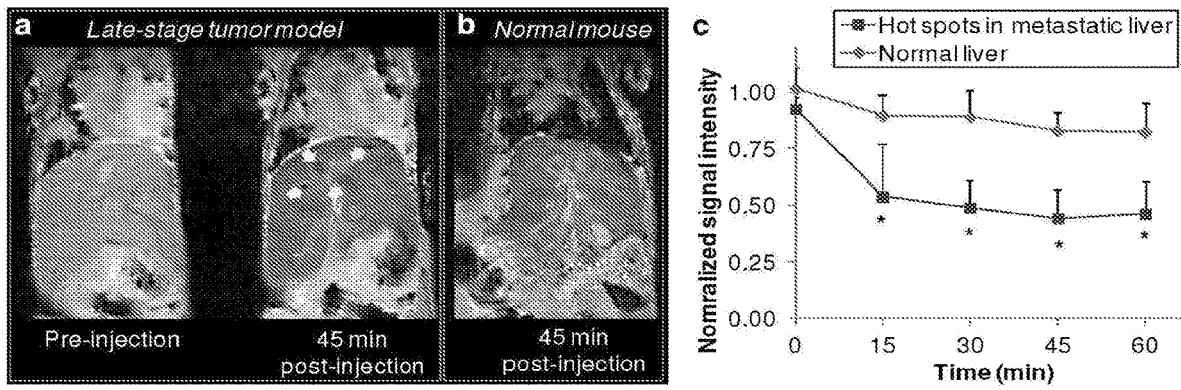 a Late-stage tumor model b Normal mouse
Pre-injection
45 min
post-injection
45 min
post-injection
c
Hot spots in metastatic liver
Normal liver
Nomralized signal intensity
1.00
0.75
0.50
0.25
0.00
* * * *
0 15 30 45 60
Time (min)